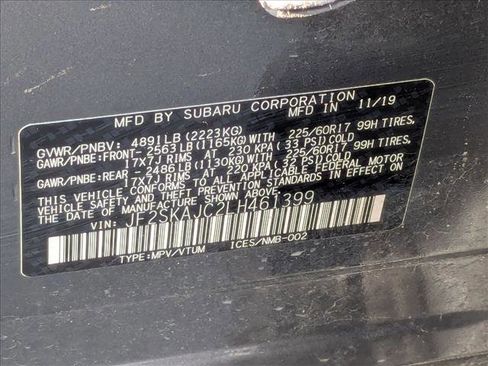 MFD BY SUBARU CORPORATION
MFD IN 11/19
GVWR/PNBV: 4891LB(2223KG)
GAWR/PNBE:FRONT-2563LB(1165KG)WITH 225/60R17 99H TIRES,
17X7J RIMS AT 230 KPA(33 PSI)COLD
GAWR/PNBE:REAR -2486LB(1130KG)WITH 225/60R17 99H TIRES,
17X7J RIMS AT 220 KPA(32 PSI)COLD
THIS VEHICLE CONFORMS TO ALL APPLICABLE FEDERAL MOTOR
VEHICLE SAFETY AND THEFT PREVENTION STANDARDS IN EFFECT ON
THE DATE OF MANUFACTURE SHOWN ABOVE.
VIN: JF2SKAJC2LH461399
TYPE:MPV/VTUM ICES/NMB-002